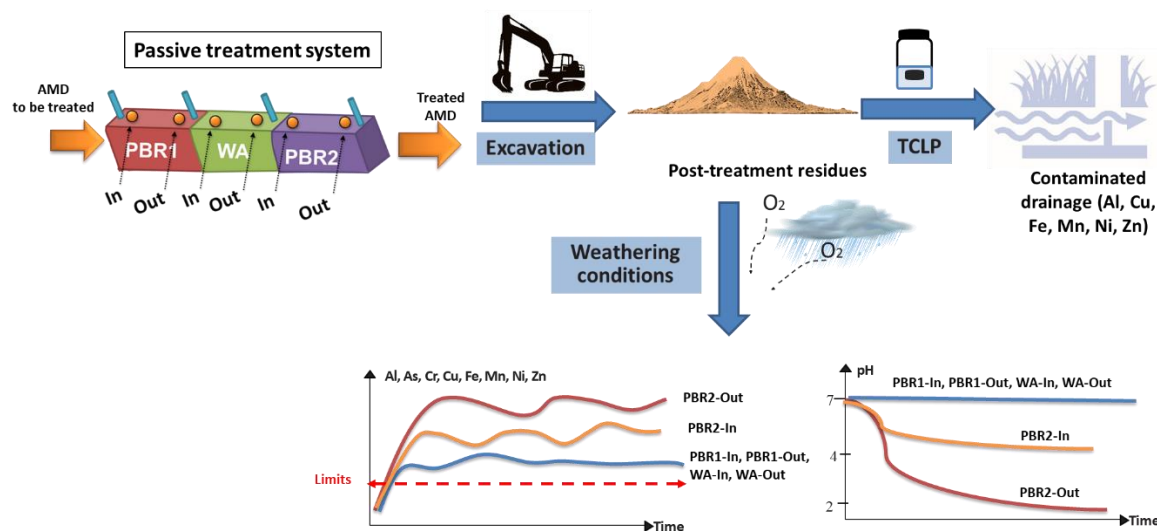 Passive treatment system
AMD
to be treated
PBR1
WA
PBR2
In
Out
In
Out
In
Out
Treated
AMD
Excavation
Post-treatment residues
TCLP
Contaminated
drainage (Al, Cu,
Fe, Mn, Ni, Zn)
Weathering
conditions
O2
O2
Al, As, Cr, Cu, Fe, Mn, Ni, Zn
PBR2-Out
PBR2-In
PBR1-In, PBR1-Out,
WA-In, WA-Out
Limits
Time
pH
7
4
2
PBR1-In, PBR1-Out, WA-In, WA-Out
PBR2-In
PBR2-Out
Time